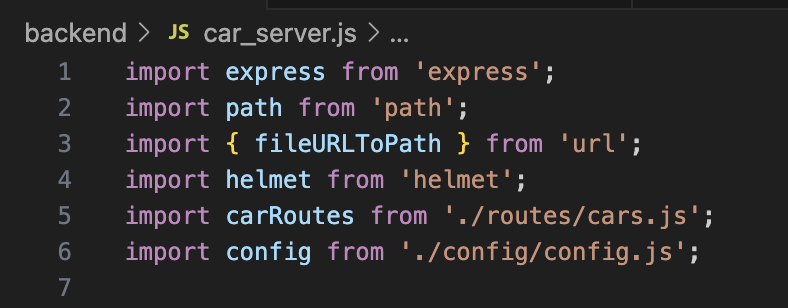 backend > JS car_server.js > ...
1 import express from 'express';
2 import path from 'path';
3 import { fileURLToPath } from 'url';
4 import helmet from 'helmet';
5 import carRoutes from './routes/cars.js';
6 import config from './config/config.js';
7